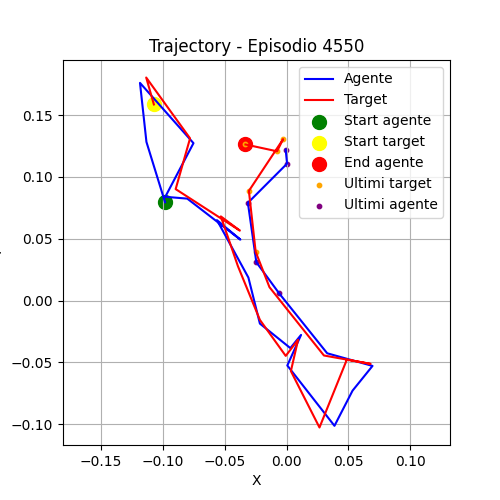 Trajectory - Episodio 4550
Agente
Target
Start agente
Start target
End agente
Ultimi target
Ultimi agente
0.15
0.10
0.05
0.00
−0.05
−0.10
−0.15
−0.10
−0.05
0.00
0.05
0.10
X